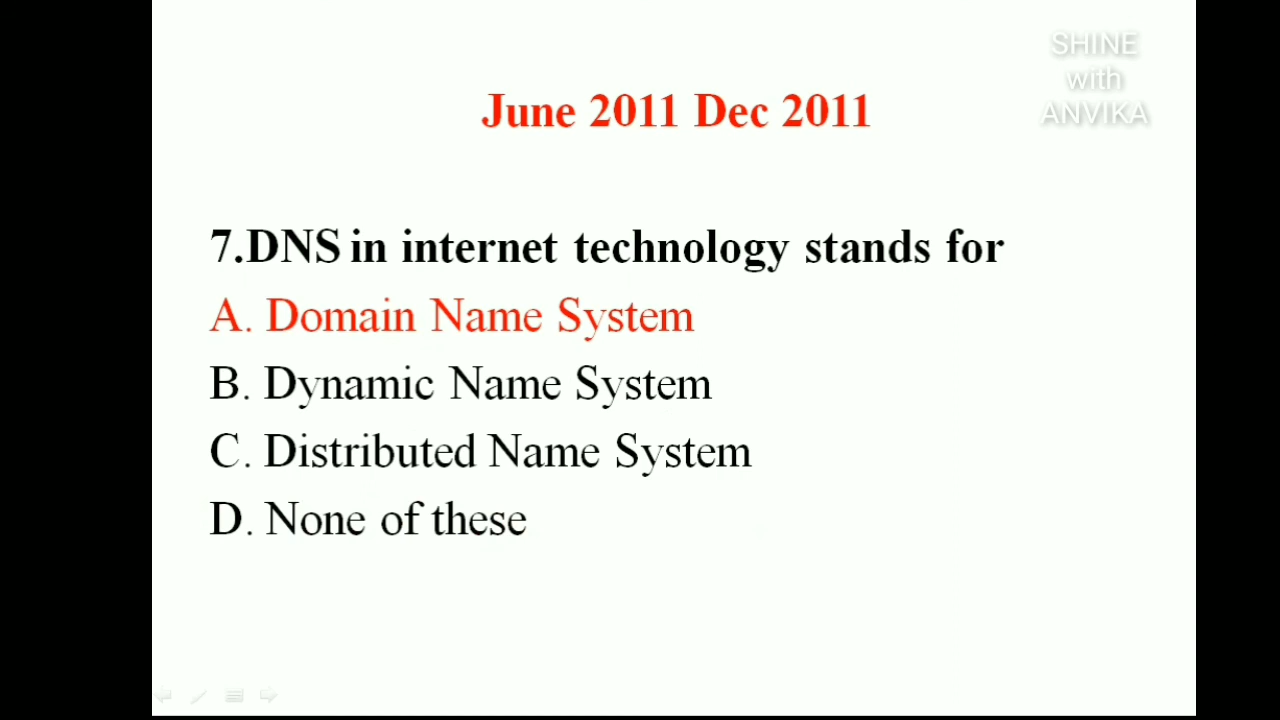 SHINE
with
ANVIKA
June 2011 Dec 2011
7.DNS in internet technology stands for
A. Domain Name System
B. Dynamic Name System
C. Distributed Name System
D. None of these